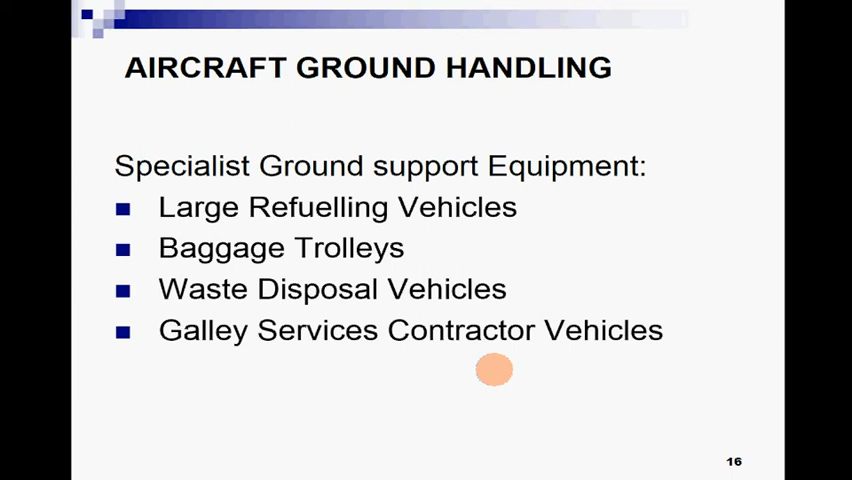 AIRCRAFT GROUND HANDLING
Specialist Ground support Equipment:
Large Refuelling Vehicles
Baggage Trolleys
Waste Disposal Vehicles
Galley Services Contractor Vehicles
16